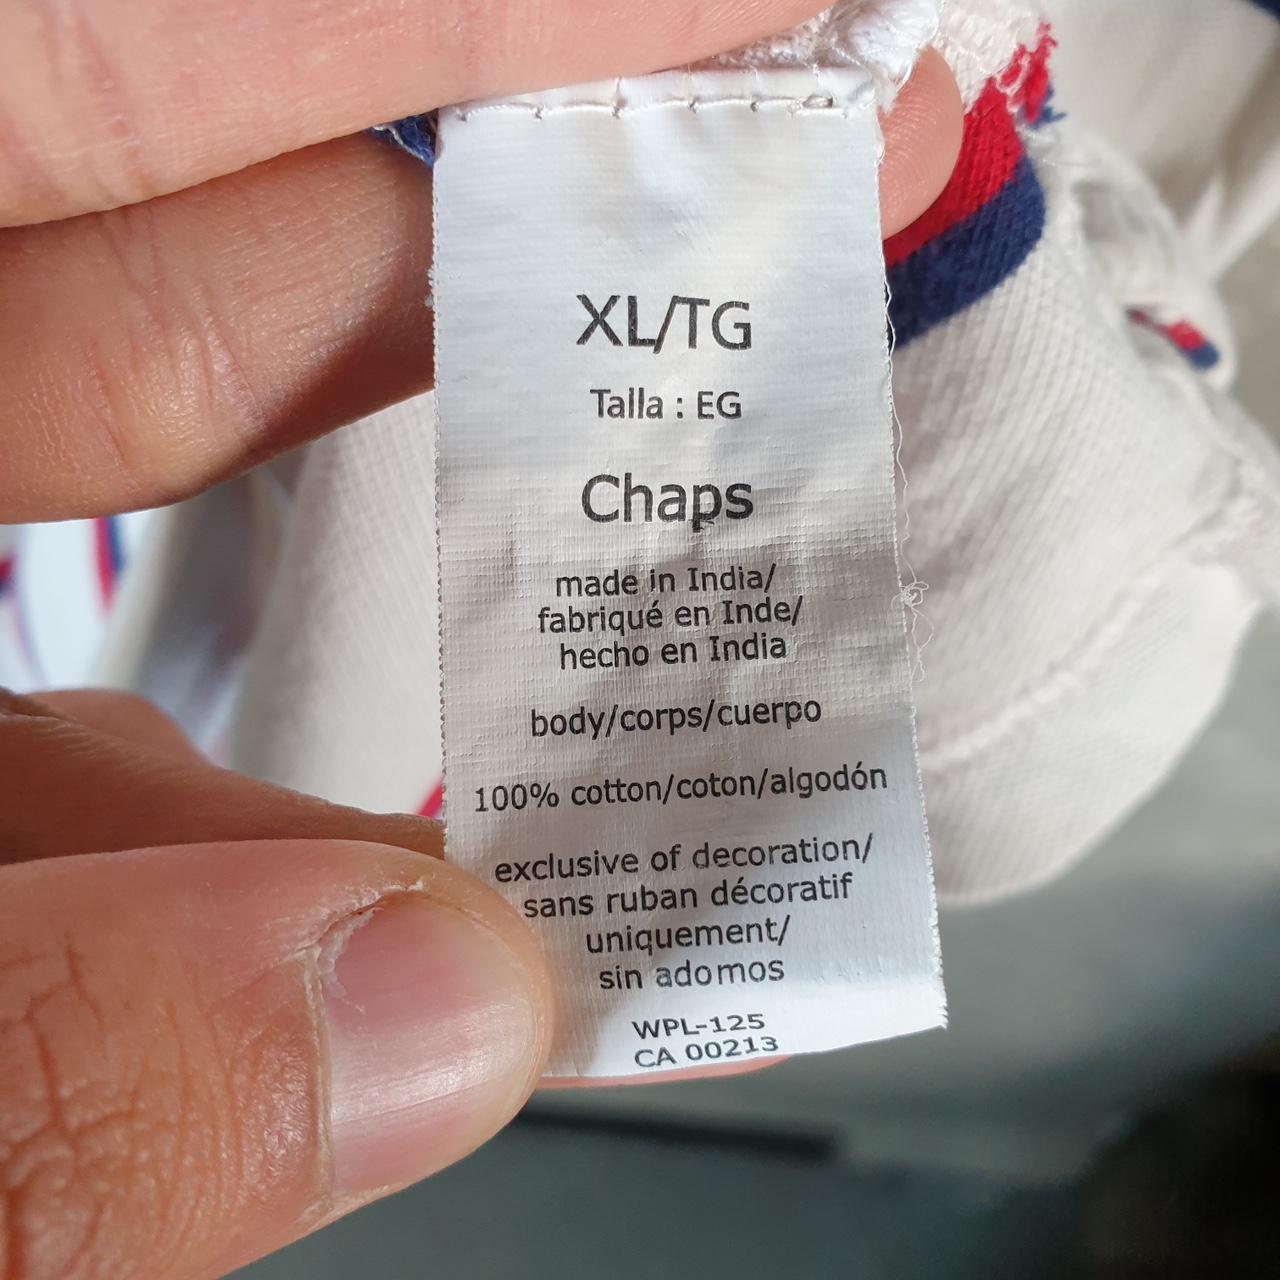 XL/TG
Talla : EG
Chaps
made in India/
fabriqué en Inde/
hecho en India
body/corps/cuerpo
100% cotton/coton/algodón
exclusive of decoration/
sans ruban décoratif
uniquement/
sin adomos
WPL-125
CA 00213